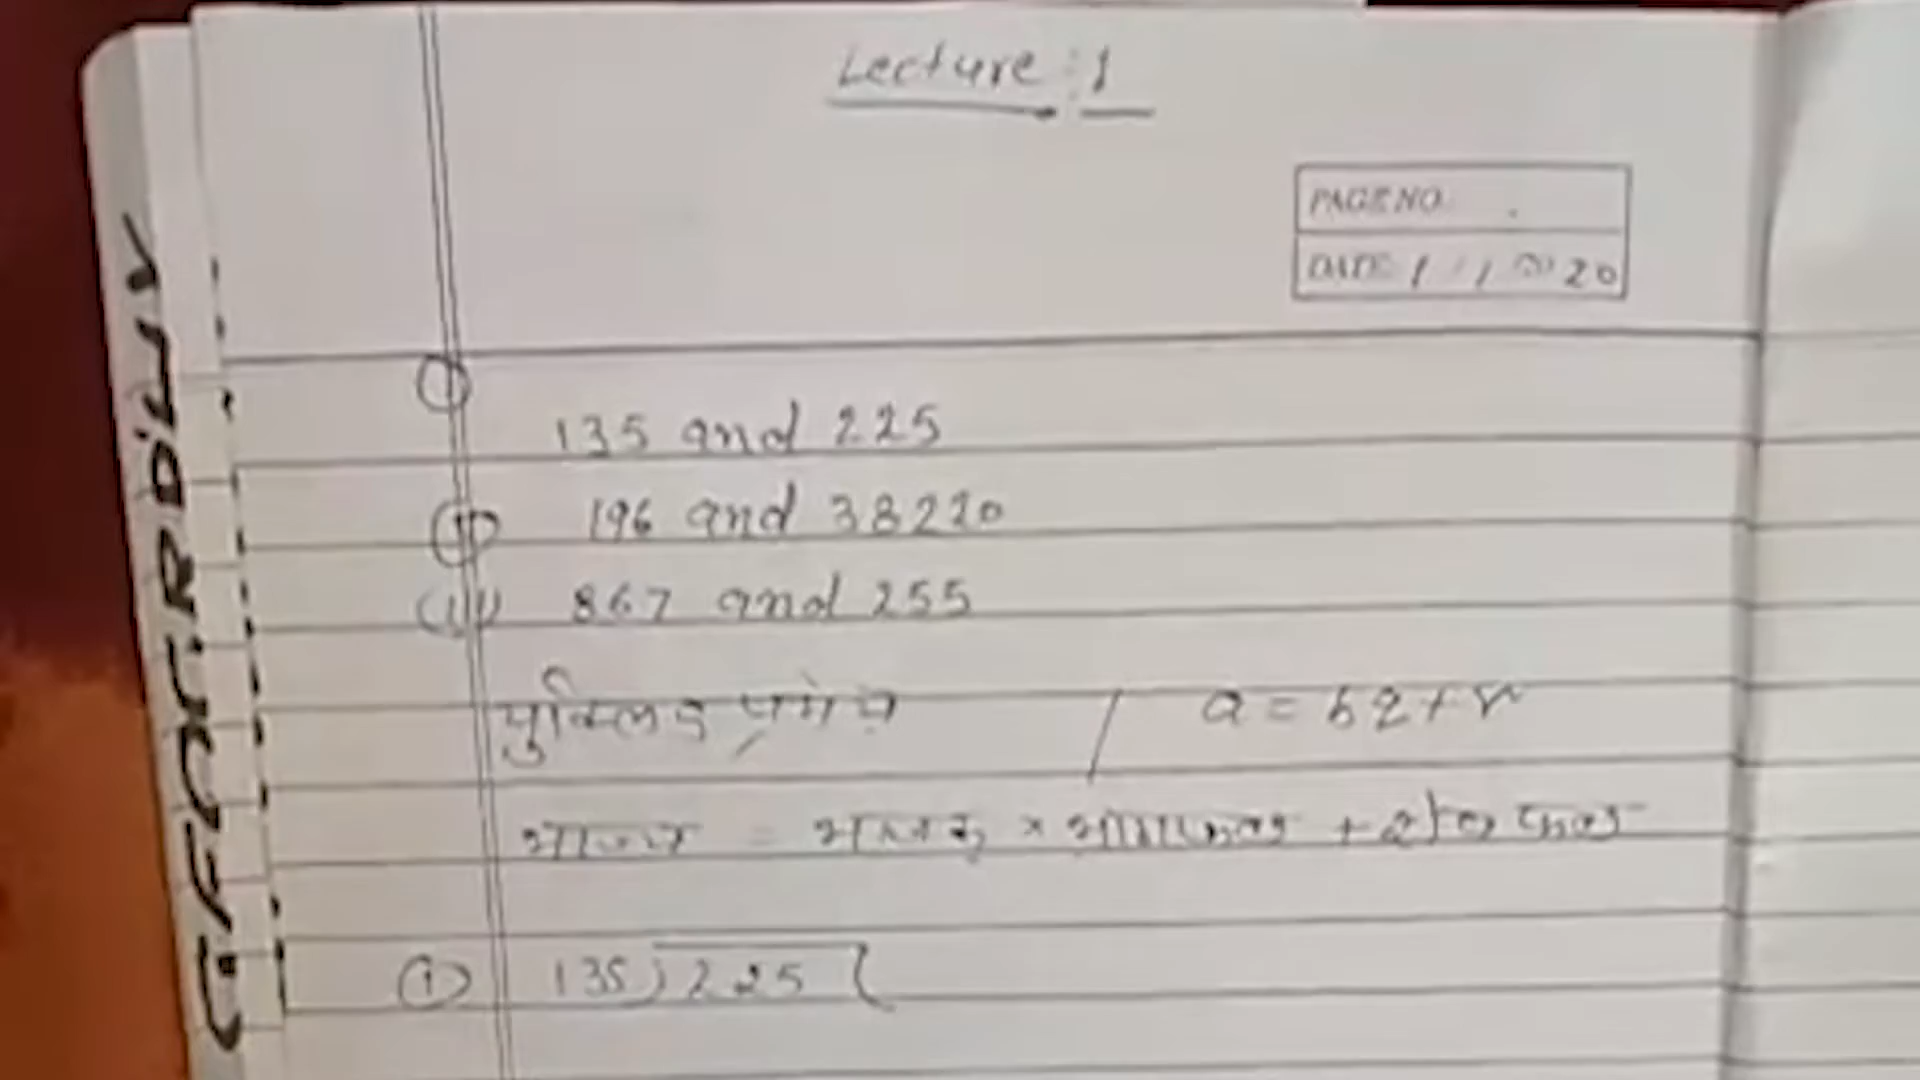 Lecture : 1
PAGE NO.
DATE 1 / 1 2020
(i)
135 and 225
(ii) 196 and 38220
(iii) 867 and 255
युक्लिड प्रमेय / a = bq + r
भाज्य = भाजक × भागफल + शेषफल
(i) 135) 225 (